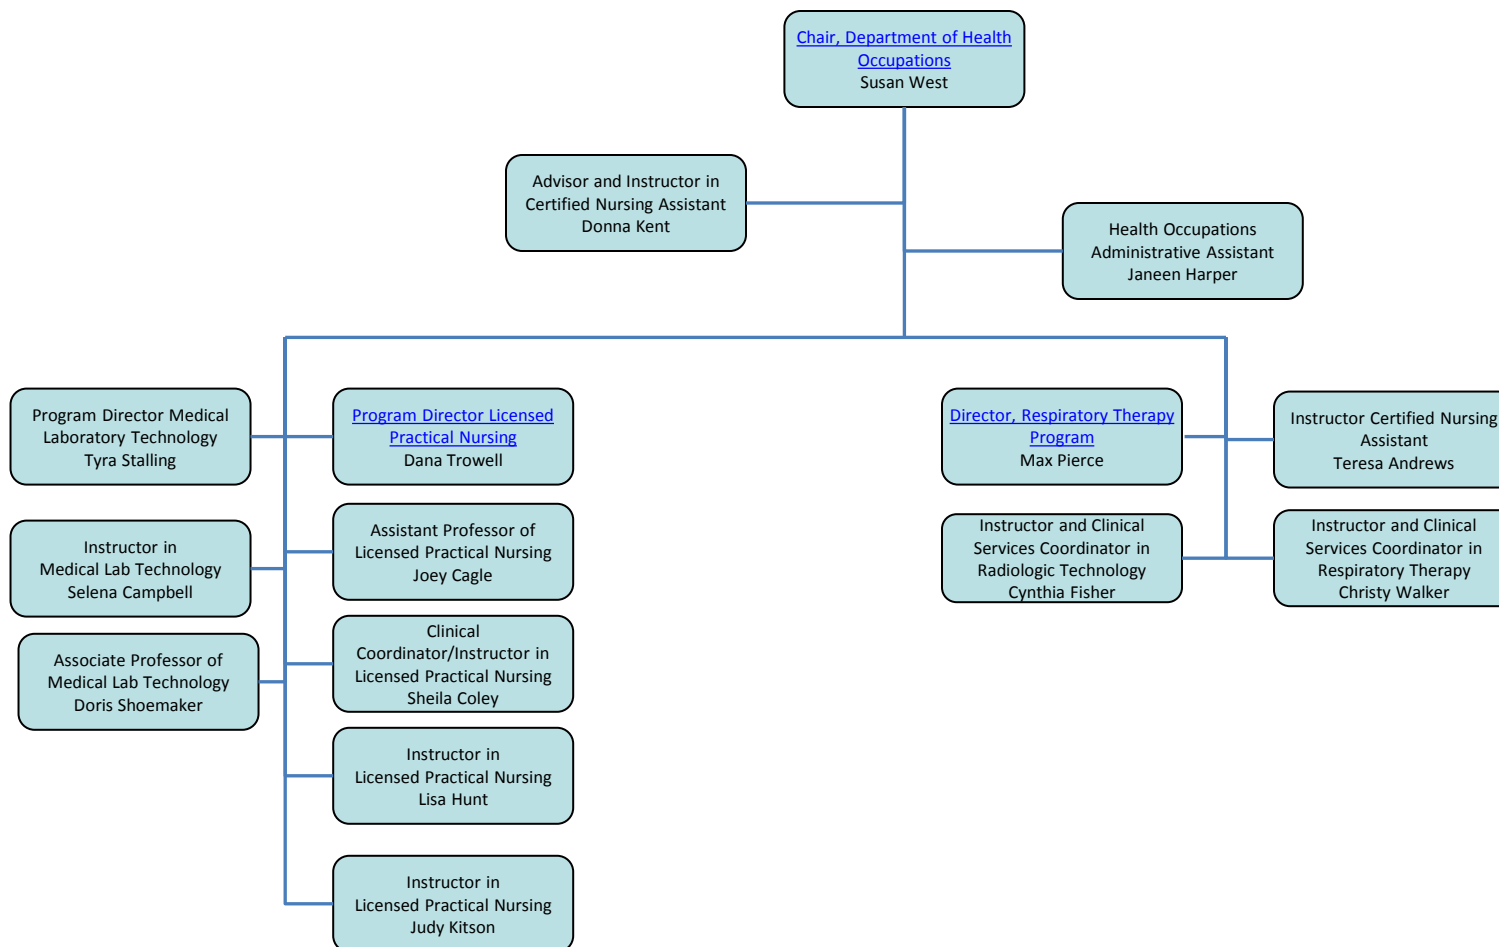 Chair, Department of Health
Occupations
Susan West
Advisor and Instructor in
Certified Nursing Assistant
Donna Kent
Health Occupations
Administrative Assistant
Janeen Harper
Program Director Medical
Laboratory Technology
Tyra Stalling
Program Director Licensed
Practical Nursing
Dana Trowell
Director, Respiratory Therapy
Program
Max Pierce
Instructor Certified Nursing
Assistant
Teresa Andrews
Instructor in
Medical Lab Technology
Selena Campbell
Assistant Professor of
Licensed Practical Nursing
Joey Cagle
Instructor and Clinical
Services Coordinator in
Radiologic Technology
Cynthia Fisher
Instructor and Clinical
Services Coordinator in
Respiratory Therapy
Christy Walker
Associate Professor of
Medical Lab Technology
Doris Shoemaker
Clinical
Coordinator/Instructor in
Licensed Practical Nursing
Sheila Coley
Instructor in
Licensed Practical Nursing
Lisa Hunt
Instructor in
Licensed Practical Nursing
Judy Kitson